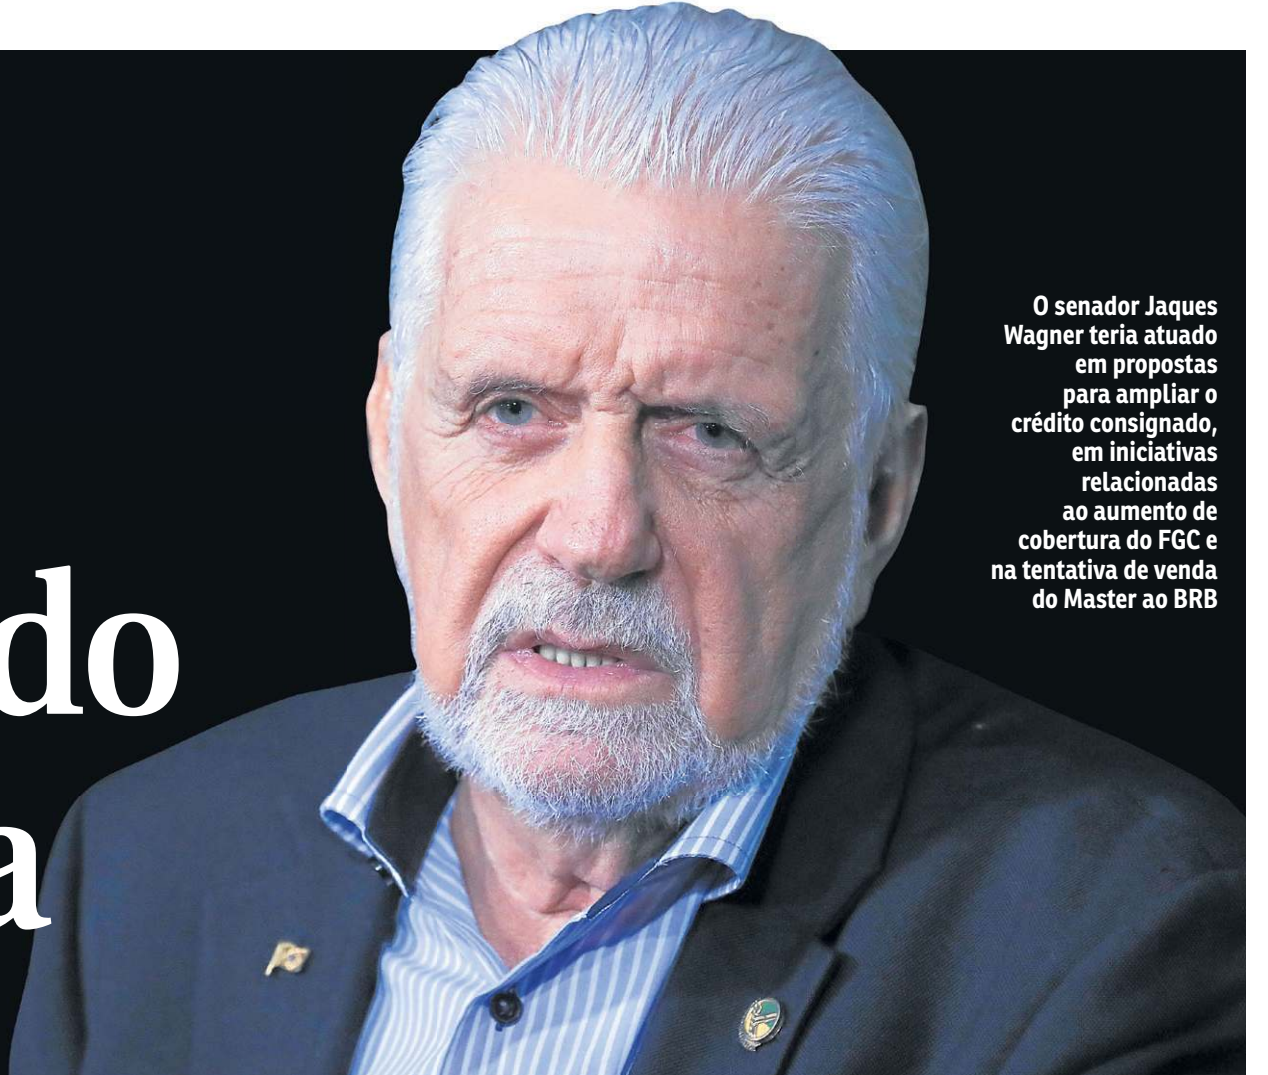 do
a
O senador Jaques
Wagner teria atuado
em propostas
para ampliar o
crédito consignado,
em iniciativas
relacionadas
ao aumento de
cobertura do FGC e
na tentativa de venda
do Master ao BRB